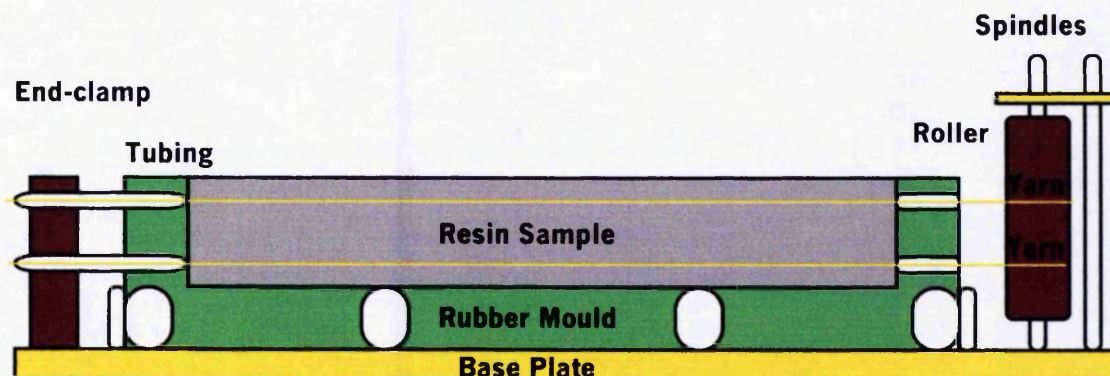 Spindles
End-clamp
Roller
Tubing
Yarn
Resin Sample
Yarn
Rubber Mould
Base Plate